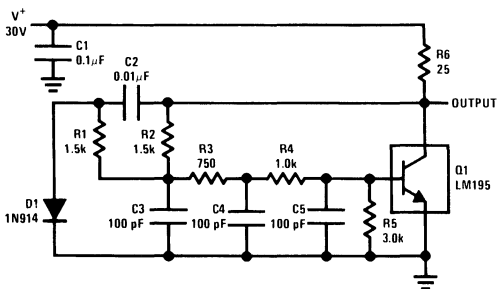 V+
30V
C1
0.1μF
C2
0.01μF
R6
25
OUTPUT
R1
1.5k
R2
1.5k
R3
750
R4
1.0k
Q1
LM195
D1
1N914
C3
100 pF
C4
100 pF
C5
100 pF
R5
3.0k